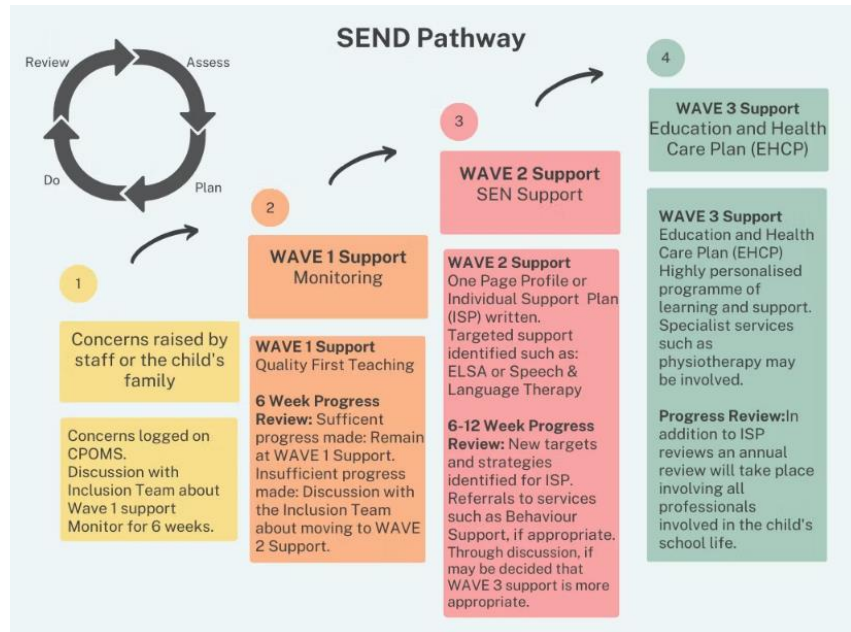 SEND Pathway
Review
Assess
Do
Plan
1
Concerns raised by
staff or the child's
family
Concerns logged on
CPOMS.
Discussion with
Inclusion Team about
Wave 1 support
Monitor for 6 weeks.
2
WAVE 1 Support
Monitoring
WAVE 1 Support
Quality First Teaching
6 Week Progress
Review: Sufficent
progress made: Remain
at WAVE 1 Support.
Insufficient progress
made: Discussion with
the Inclusion Team
about moving to WAVE
2 Support.
3
WAVE 2 Support
SEN Support
WAVE 2 Support
One Page Profile or
Individual Support Plan
(ISP) written.
Targeted support
identified such as:
ELSA or Speech &
Language Therapy
6-12 Week Progress
Review: New targets
and strategies
identified for ISP.
Referrals to services
such as Behaviour
Support, if appropriate.
Through discussion, if
may be decided that
WAVE 3 support is more
appropriate.
4
WAVE 3 Support
Education and Health
Care Plan (EHCP)
WAVE 3 Support
Education and Health
Care Plan (EHCP)
Highly personalised
programme of
learning and support.
Specialist services
such as
physiotherapy may
be involved.
Progress Review:In
addition to ISP
reviews an annual
review will take place
involving all
professionals
involved in the child's
school life.